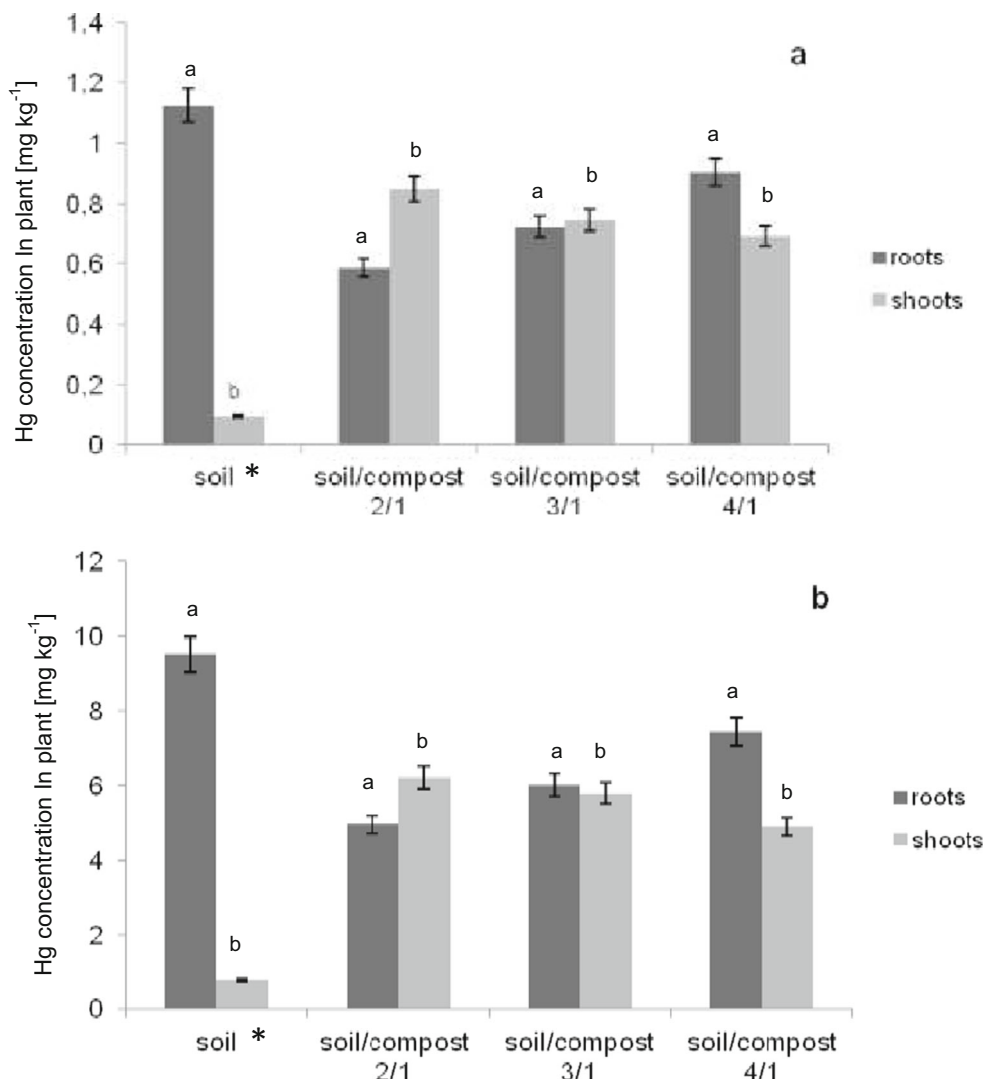 1,4
a
Hg concentration In plant [mg kg-1]
1,2
1
0,8
0,6
0,4
0,2
0
a
b
a
b
a
b
a
b
roots
shoots
soil *
soil/compost 2/1
soil/compost 3/1
soil/compost 4/1
12
b
Hg concentration In plant [mg kg-1]
10
8
6
4
2
0
a
b
a
b
a
b
a
b
roots
shoots
soil *
soil/compost 2/1
soil/compost 3/1
soil/compost 4/1